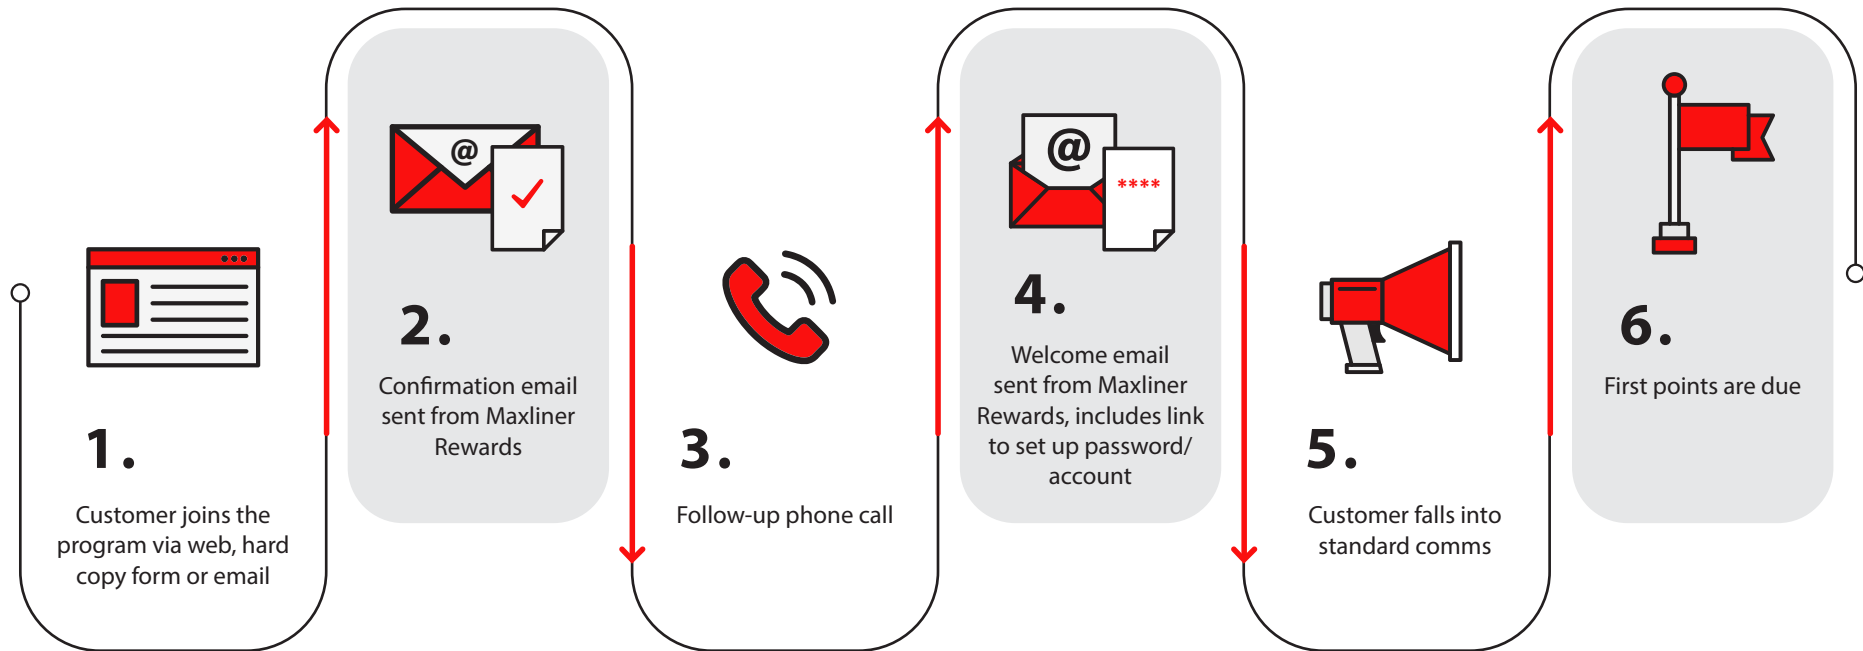 1.
Customer joins the
program via web, hard
copy form or email
@
2.
Confirmation email
sent from Maxliner
Rewards
3.
Follow-up phone call
@
****
4.
Welcome email
sent from Maxliner
Rewards, includes link
to set up password/
account
5.
Customer falls into
standard comms
6.
First points are due